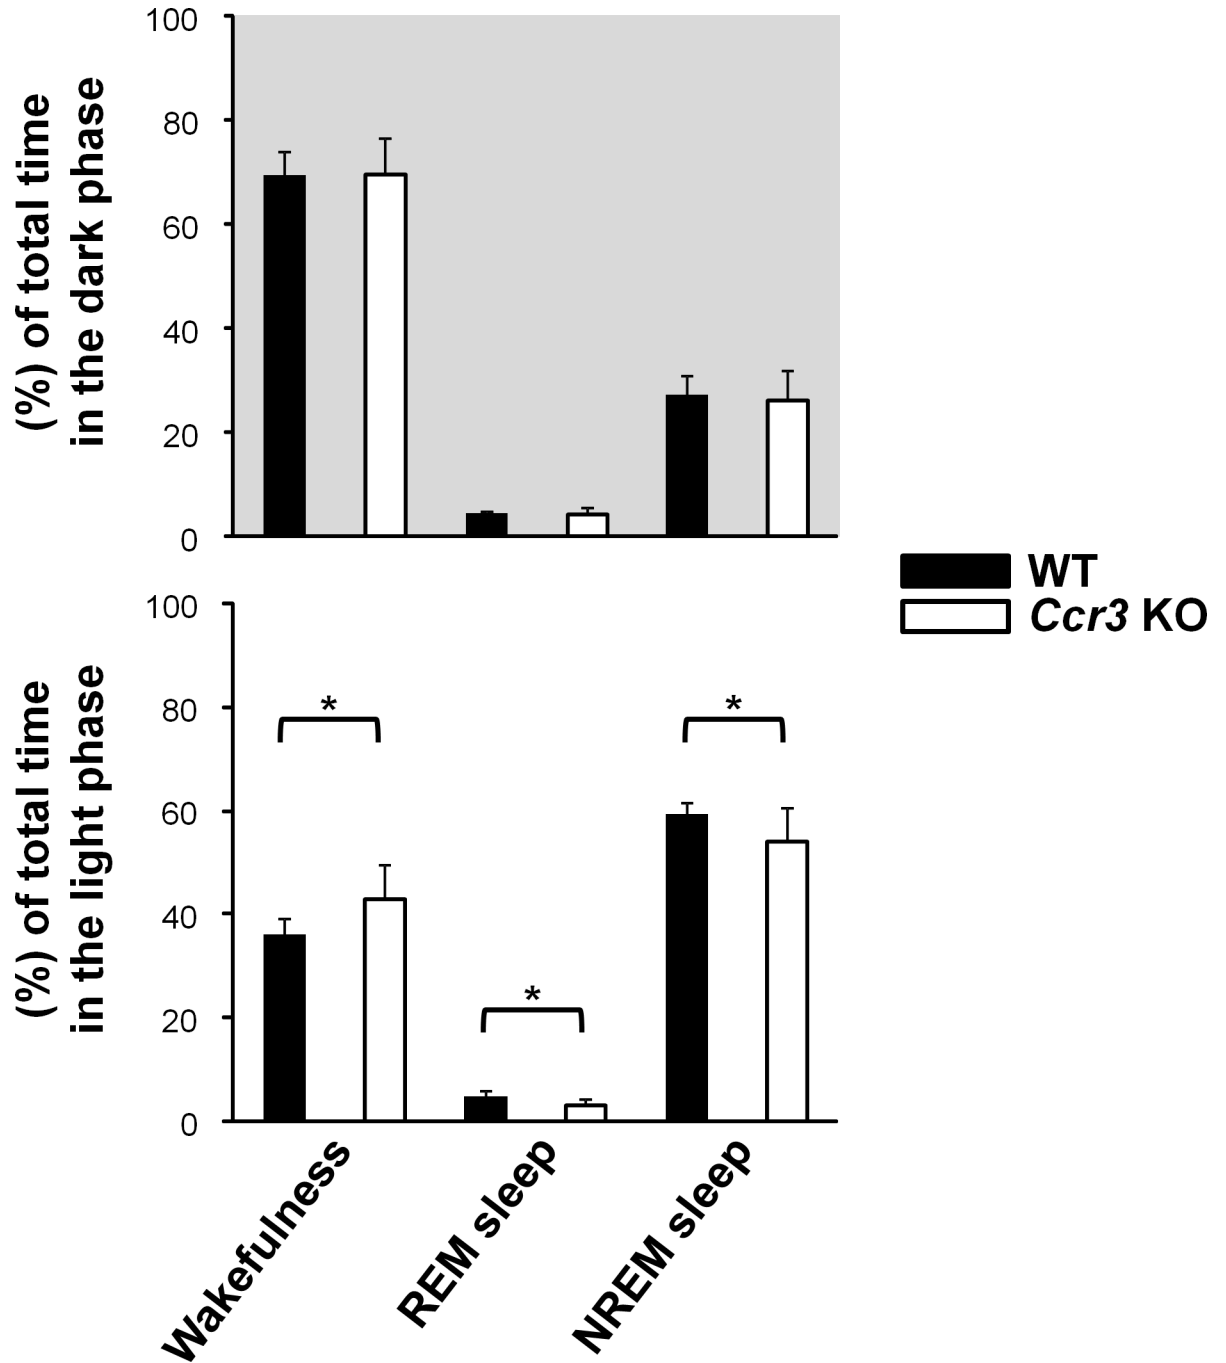 (%) of total time
in the dark phase
100
80
60
40
20
0
WT
Ccr3 KO
(%) of total time
in the light phase
100
80
60
40
20
0
*
*
*
Wakefulness
REM sleep
NREM sleep